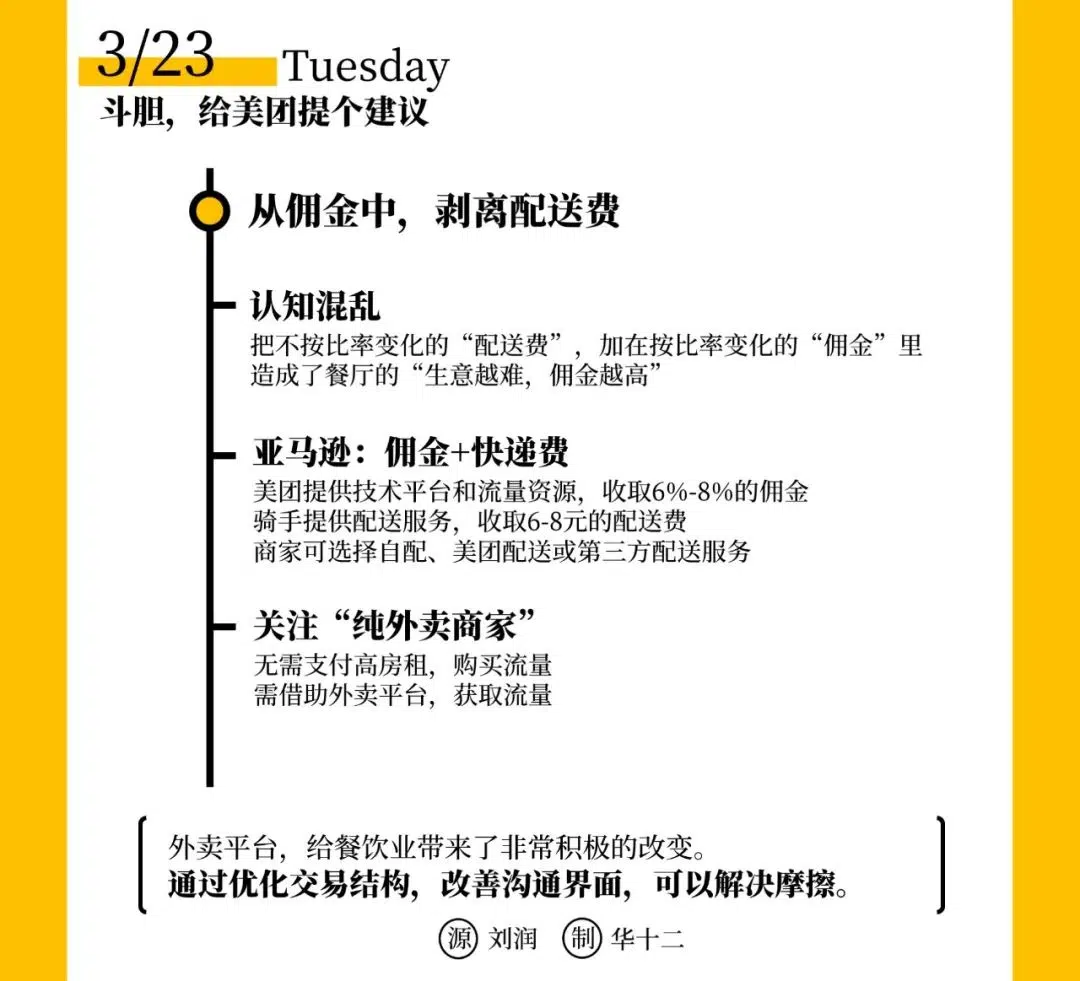 3/23 Tuesday
斗胆，给美团提个建议
从佣金中，剥离配送费
认知混乱
把不按比率变化的“配送费”，加在按比率变化的“佣金”里
造成了餐厅的“生意越难，佣金越高”
亚马逊：佣金+快递费
美团提供技术平台和流量资源，收取6%-8%的佣金
骑手提供配送服务，收取6-8元的配送费
商家可选择自配、美团配送或第三方配送服务
关注“纯外卖商家”
无需支付高房租，购买流量
需借助外卖平台，获取流量
外卖平台，给餐饮业带来了非常积极的改变。
通过优化交易结构，改善沟通界面，可以解决摩擦。
源 刘润 制 华十二